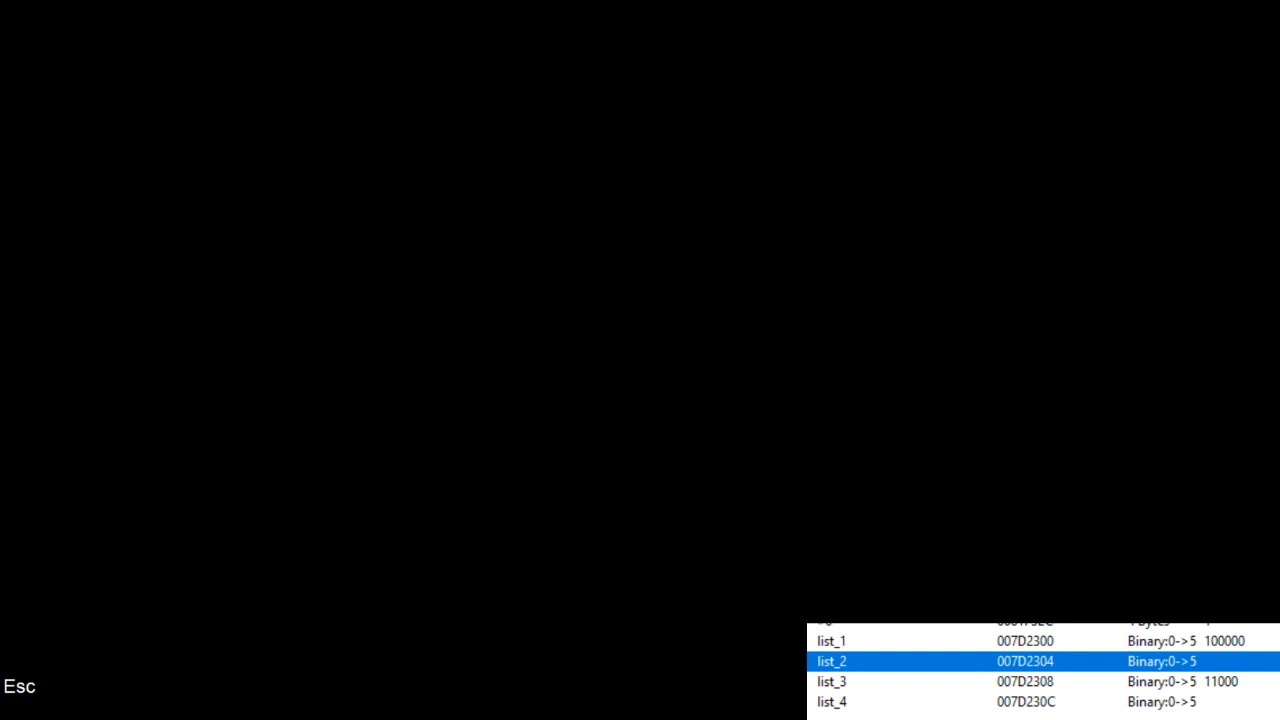 list_1 007D2300 Binary:0->5 100000
list_2 007D2304 Binary:0->5
list_3 007D2308 Binary:0->5 11000
Esc
list_4 007D230C Binary:0->5